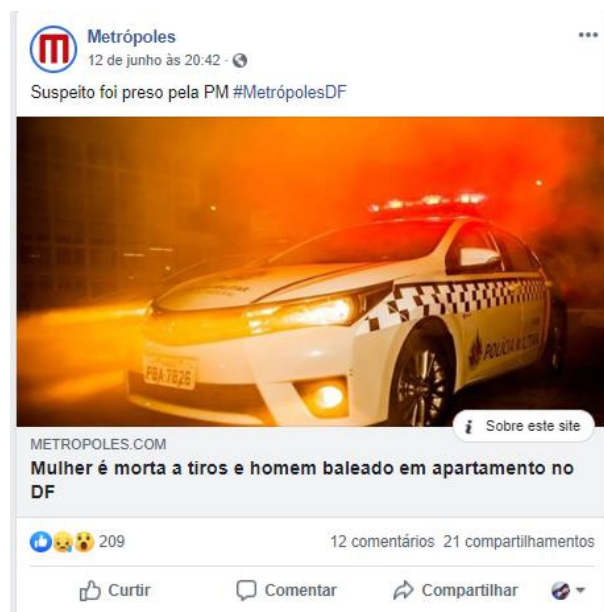 Metrópoles
12 de junho às 20:42 ·
Suspeito foi preso pela PM #MetrópolesDF
PBA 7826
POLÍCIA MILITAR
Sobre este site
METROPOLES.COM
Mulher é morta a tiros e homem baleado em apartamento no
DF
209
12 comentários 21 compartilhamentos
Curtir
Comentar
Compartilhar